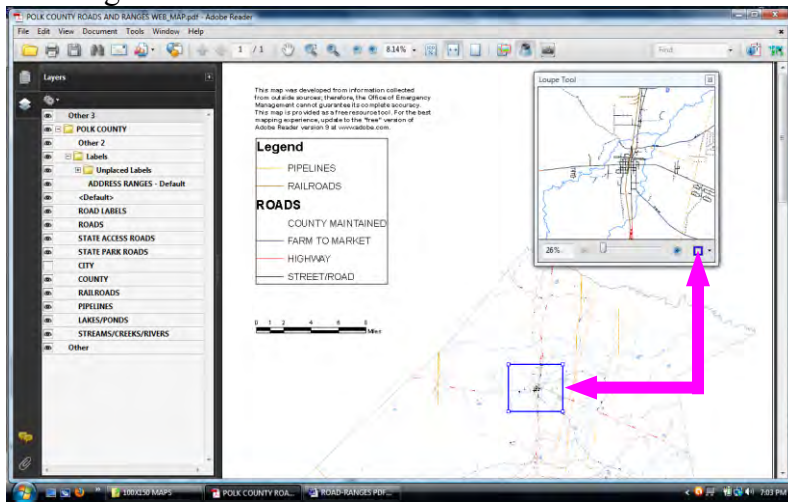 POLK COUNTY ROADS AND RANGES WEB_MAP.pdf - Adobe Reader
File Edit View Document Tools Window Help
1 / 1 8.14% Find
Layers
Other 3
POLK COUNTY
Other 2
Labels
Unplaced Labels
ADDRESS RANGES - Default
<Default>
ROAD LABELS
ROADS
STATE ACCESS ROADS
STATE PARK ROADS
CITY
COUNTY
RAILROADS
PIPELINES
LAKES/PONDS
STREAMS/CREEKS/RIVERS
Other
This map was developed from information collected
from outside sources; therefore, the Office of Emergency
Management cannot guarantee its complete accuracy.
This map is provided as a free resource tool. For the best
mapping experience, update to the "free" version of
Adobe Reader version 9 at www.adobe.com.
Legend
PIPELINES
RAILROADS
ROADS
COUNTY MAINTAINED
FARM TO MARKET
HIGHWAY
STREET/ROAD
0 1 2 4 6 8
Miles
Loupe Tool
26%
100X150 MAPS
POLK COUNTY ROA...
ROAD-RANGES PDF...
7:03 PM